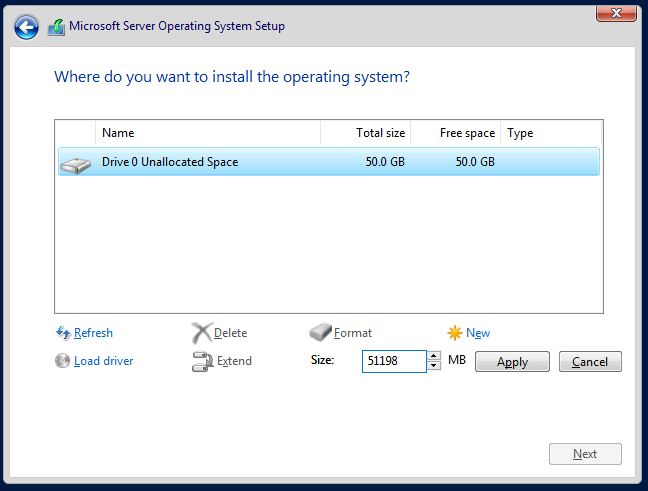 Microsoft Server Operating System Setup
Where do you want to install the operating system?
Name Total size Free space Type
Drive 0 Unallocated Space 50.0 GB 50.0 GB
Refresh Delete Format New
Load driver Extend Size: 51198 MB Apply Cancel
Next